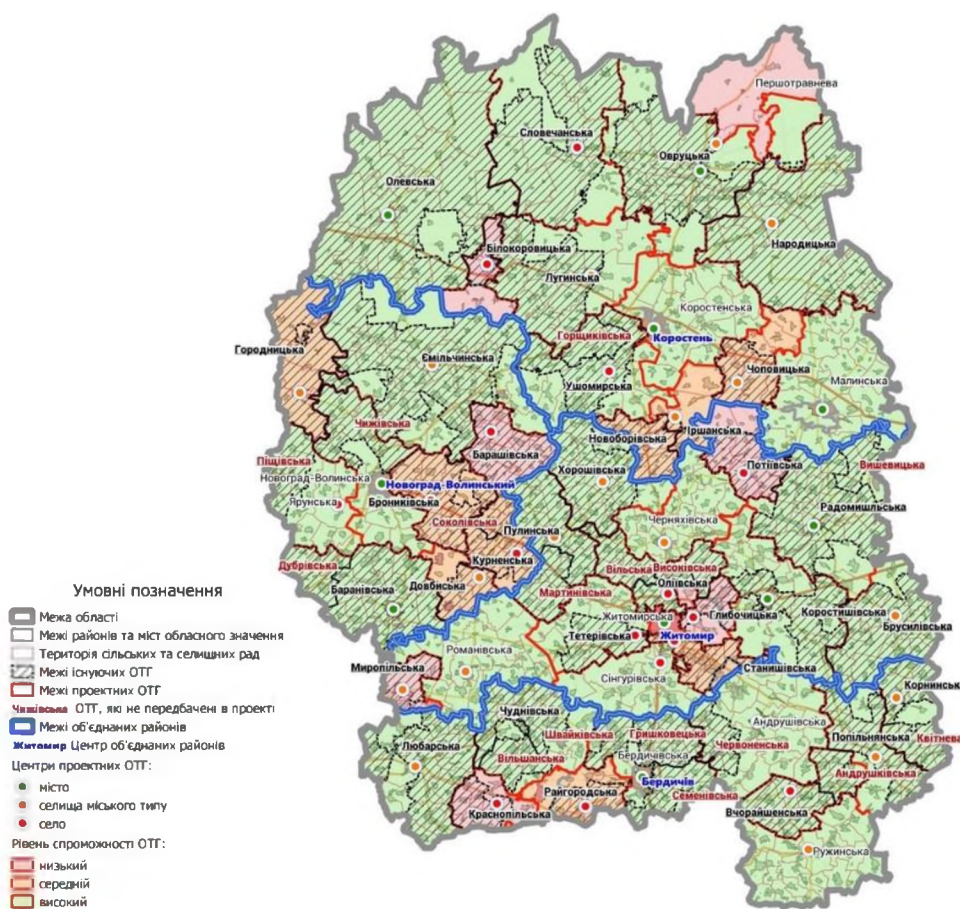 Першотравнева
Словечанська
Овруцька
Олевська
Народицька
Білокоровицька
Лугинська
Коростенська
Горщиківська
Коростень
Городницька
Ємільчинська
Ушомирська
Чоповицька
Малинська
Чижівська
Новоборівська
Іршанська
Барашівська
Піщівська
Хорошівська
Потіївська
Вишевицька
Новоград-Волинська
Новоград-Волинський
Ярунська
Брониківська
Радомишльська
Соколівська
Пулинська
Черняхівська
Дубрівська
Курненська
Вільська
Високівська
Довбиська
Оліївська
Баранівська
Мартинівська
Житомирська
Глибочицька
Коростишівська
Брусилівська
Тетерівська
Житомир
Романівська
Миропільська
Станишівська
Сінгурівська
Корнинська
Чуднівська
Андрушівська
Швайківська
Гришковецька
Попільнянська
Квітнева
Любарська
Вільшанська
Бердичівська
Червоненська
Андрушківська
Райгородська
Бердичів
Семенівська
Краснопільська
Вчорайшенська
Ружинська
Умовні позначення
Межа області
Межі районів та міст обласного значення
Територія сільських та селищних рад
Межі існуючих ОТГ
Межі проектних ОТГ
Чижівська ОТГ, які не передбачені в проекті
Межі об'єднаних районів
Житомир Центр об'єднаних районів
Центри проектних ОТГ:
місто
селища міського типу
село
Рівень спроможності ОТГ:
низький
середній
високий